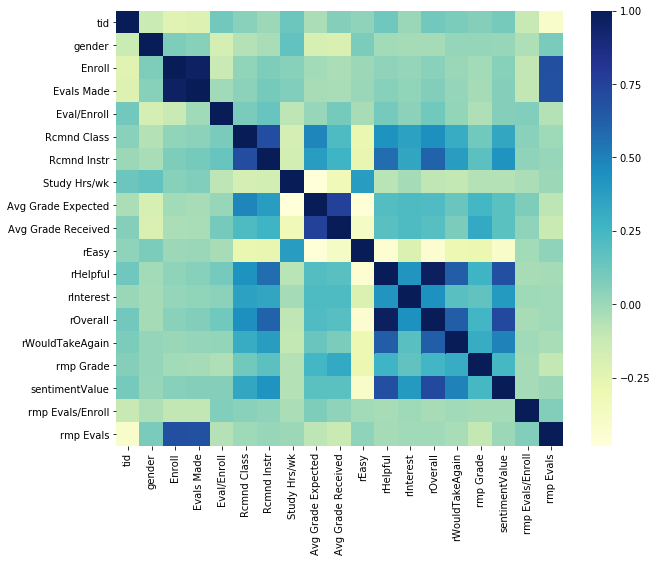 tid
gender
Enroll
Evals Made
Eval/Enroll
Rcmnd Class
Rcmnd Instr
Study Hrs/wk
Avg Grade Expected
Avg Grade Received
rEasy
rHelpful
rInterest
rOverall
rWouldTakeAgain
rmp Grade
sentimentValue
rmp Evals/Enroll
rmp Evals
tid
gender
Enroll
Evals Made
Eval/Enroll
Rcmnd Class
Rcmnd Instr
Study Hrs/wk
Avg Grade Expected
Avg Grade Received
rEasy
rHelpful
rInterest
rOverall
rWouldTakeAgain
rmp Grade
sentimentValue
rmp Evals/Enroll
rmp Evals
1.00
0.75
0.50
0.25
0.00
−0.25